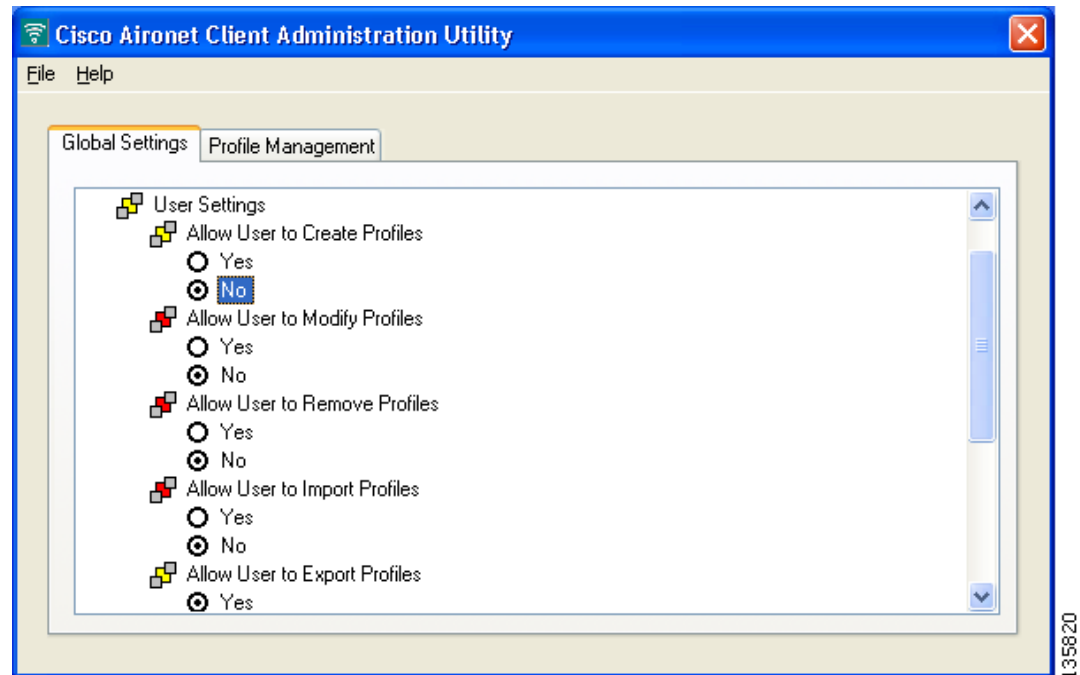 Cisco Aironet Client Administration Utility
File Help
Global Settings Profile Management
User Settings
Allow User to Create Profiles
Yes
No
Allow User to Modify Profiles
Yes
No
Allow User to Remove Profiles
Yes
No
Allow User to Import Profiles
Yes
No
Allow User to Export Profiles
Yes
135820